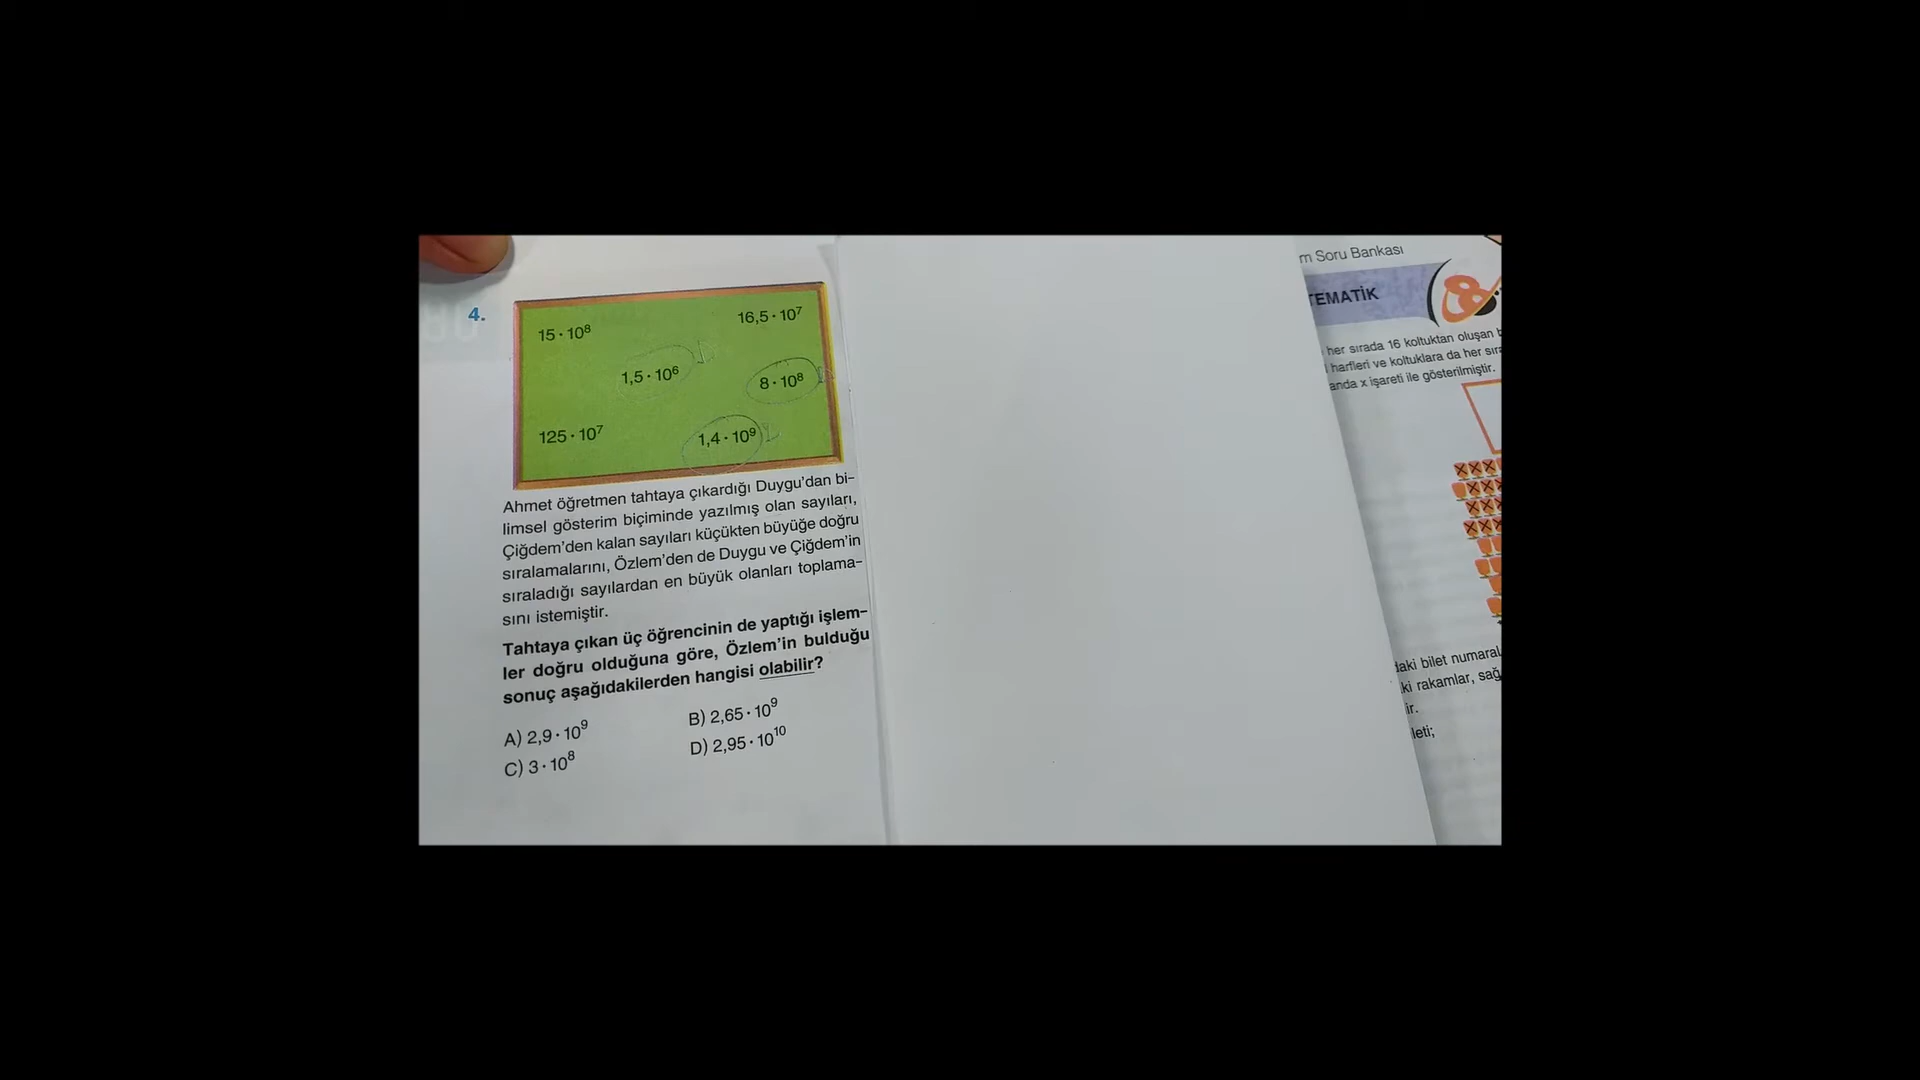 4.
15 · 10⁸
16,5 · 10⁷
1,5 · 10⁶
8 · 10⁸
125 · 10⁷
1,4 · 10⁹
Ahmet öğretmen tahtaya çıkardığı Duygu'dan bi-
limsel gösterim biçiminde yazılmış olan sayıları,
Çiğdem'den kalan sayıları küçükten büyüğe doğru
sıralamalarını, Özlem'den de Duygu ve Çiğdem'in
sıraladığı sayılardan en büyük olanları toplama-
sını istemiştir.
Tahtaya çıkan üç öğrencinin de yaptığı işlem-
ler doğru olduğuna göre, Özlem'in bulduğu
sonuç aşağıdakilerden hangisi olabilir?
A) 2,9 · 10⁹
B) 2,65 · 10⁹
C) 3 · 10⁸
D) 2,95 · 10¹⁰
m Soru Bankası
TEMATİK
8
her sırada 16 koltuktan oluşan b
harfleri ve koltuklara da her sıra
anda x işareti ile gösterilmiştir.
daki bilet numaral
ki rakamlar, sağ
ir.
leti;